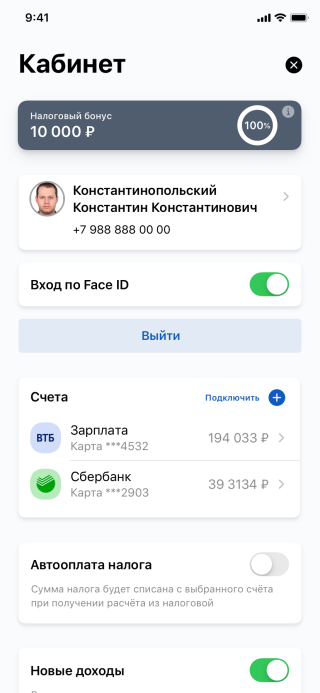 9:41
Кабинет
Налоговый бонус
10 000 ₽
100%
i
Константинопольский
Константин Константинович
+7 988 888 00 00
Вход по Face ID
Выйти
Счета
Подключить
ВТБ
Зарплата
194 033 ₽
Карта ***4532
Сбербанк
39 3134 ₽
Карта ***2903
Автооплата налога
Сумма налога будет списана с выбранного счёта
при получении расчёта из налоговой
Новые доходы